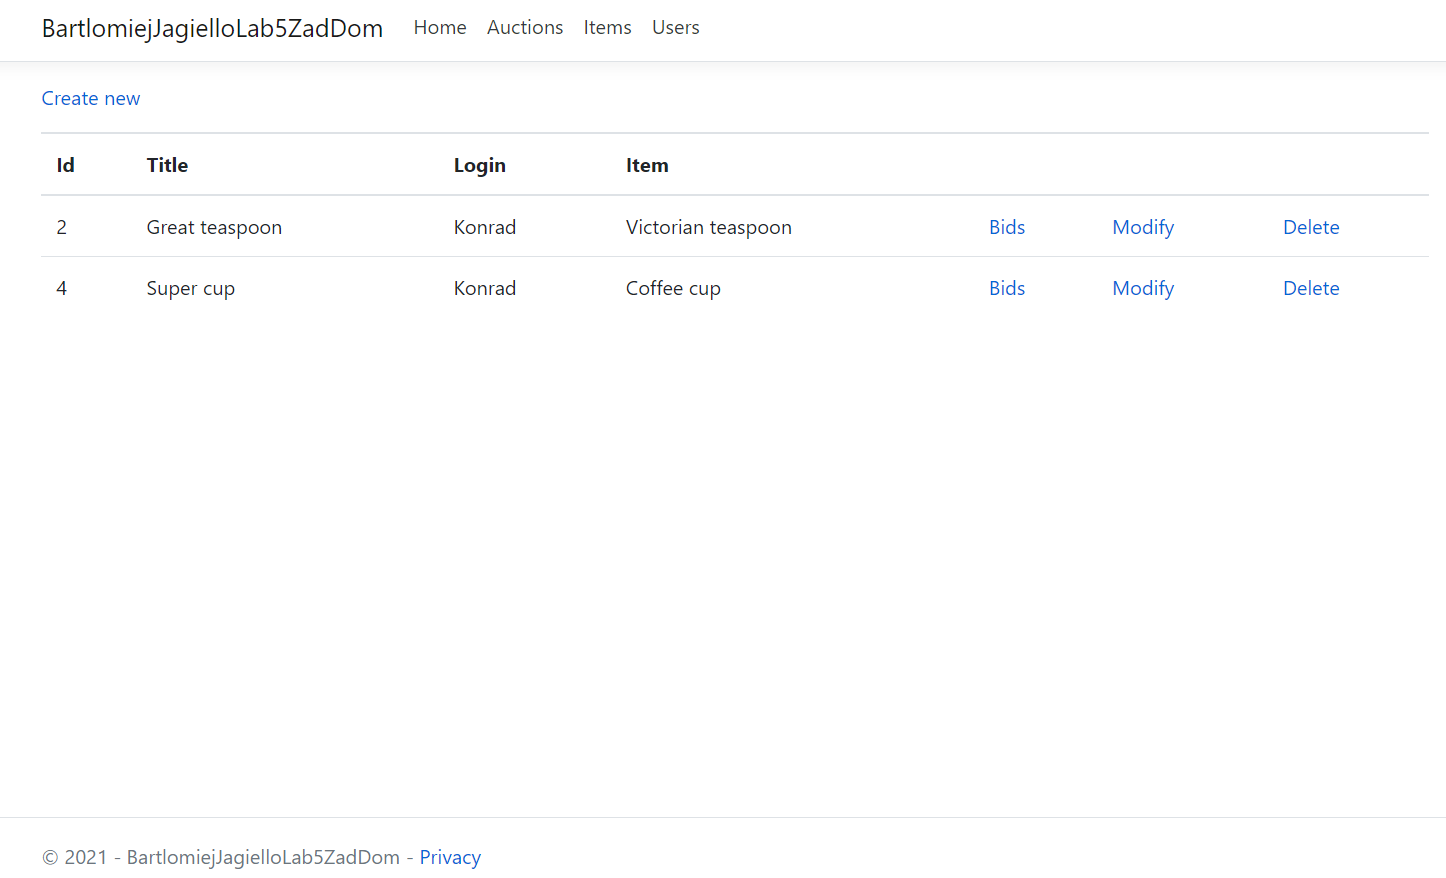 BartlomiejJagielloLab5ZadDom Home Auctions Items Users
Create new
Id Title Login Item
2 Great teaspoon Konrad Victorian teaspoon Bids Modify Delete
4 Super cup Konrad Coffee cup Bids Modify Delete
© 2021 - BartlomiejJagielloLab5ZadDom - Privacy